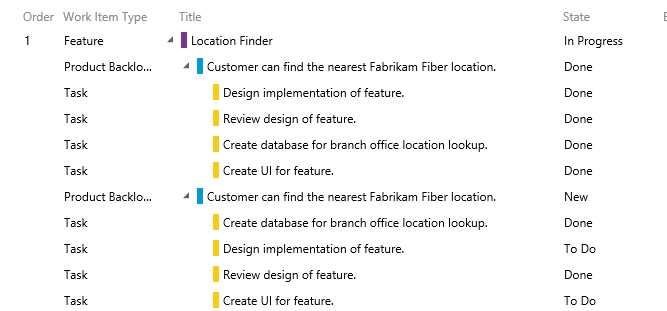 Order Work Item Type Title State E
1 Feature Location Finder In Progress
Product Backlo... Customer can find the nearest Fabrikam Fiber location. Done
Task Design implementation of feature. Done
Task Review design of feature. Done
Task Create database for branch office location lookup. Done
Task Create UI for feature. Done
Product Backlo... Customer can find the nearest Fabrikam Fiber location. New
Task Create database for branch office location lookup. Done
Task Design implementation of feature. To Do
Task Review design of feature. Done
Task Create UI for feature. To Do